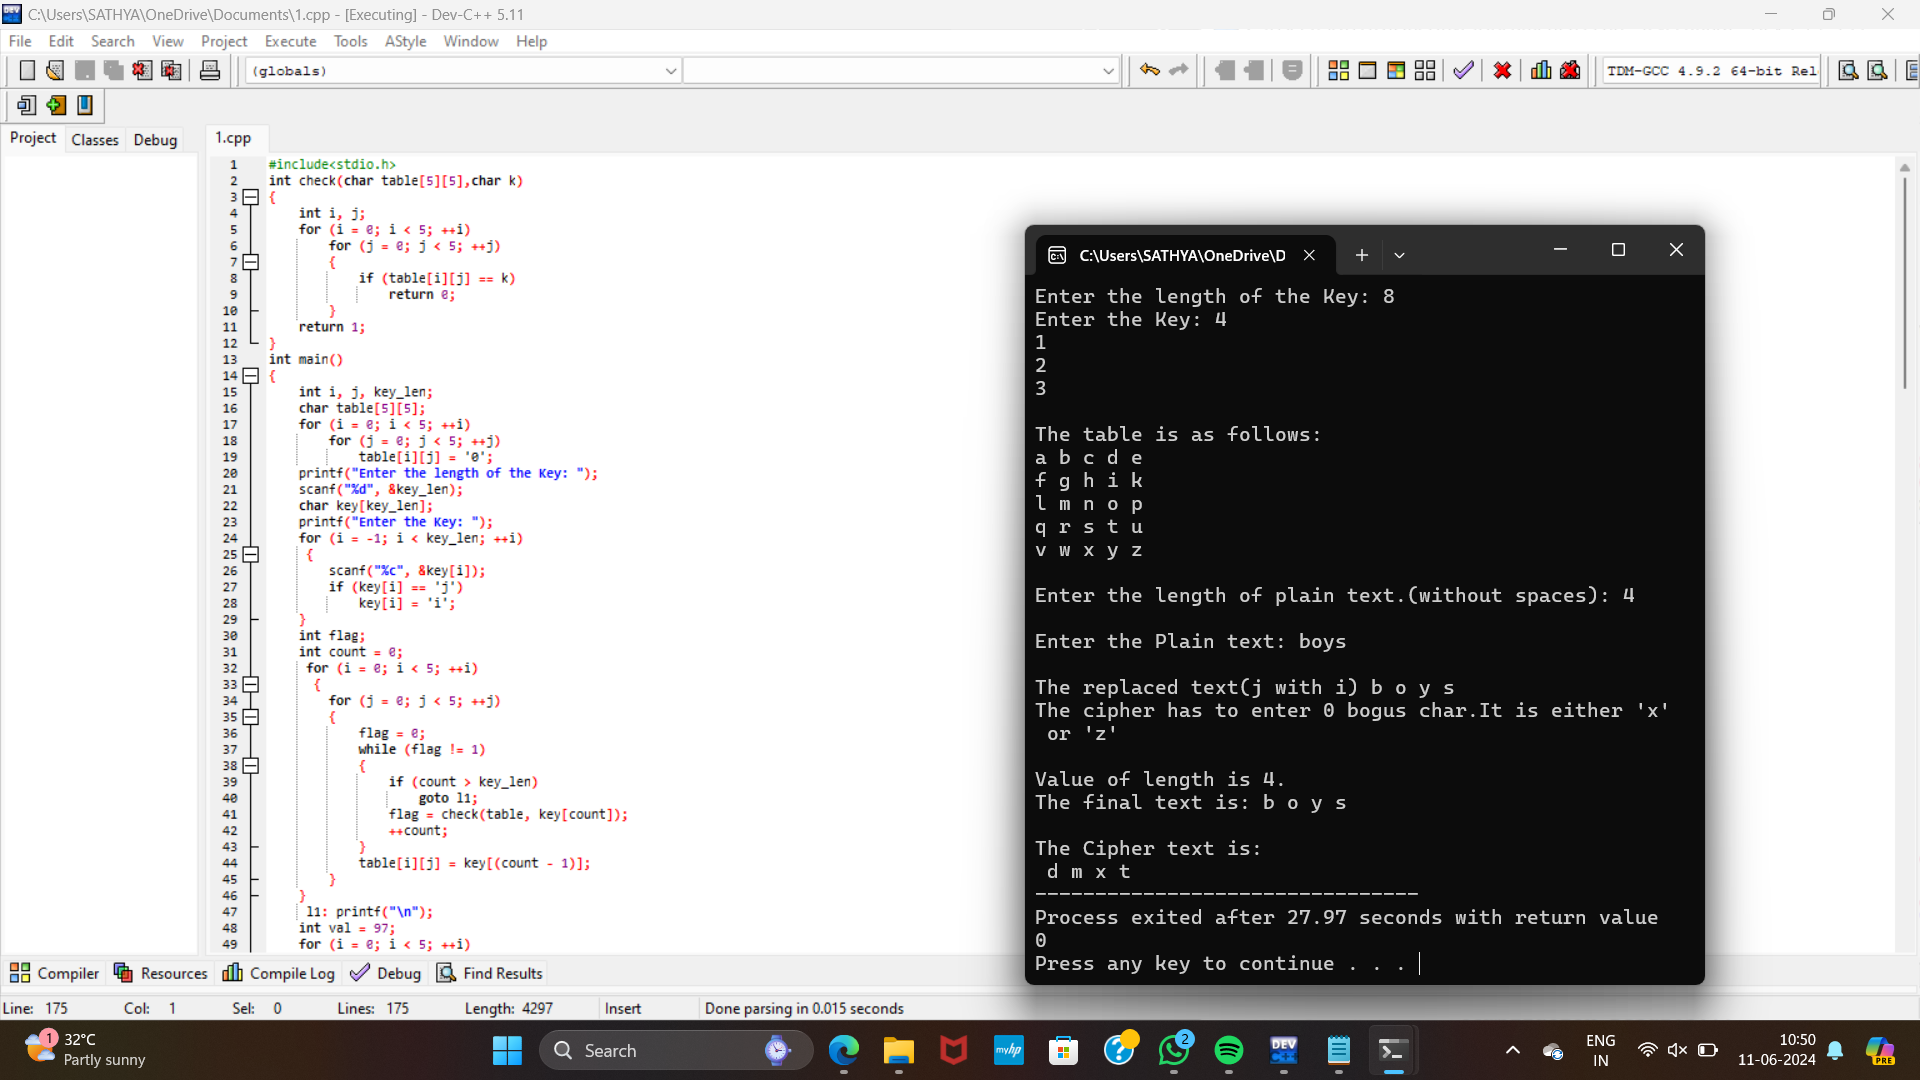 C:\Users\SATHYA\OneDrive\Documents\1.cpp - [Executing] - Dev-C++ 5.11
File Edit Search View Project Execute Tools AStyle Window Help
(globals)
TDM-GCC 4.9.2 64-bit Rel
Project Classes Debug
1.cpp
1 #include<stdio.h>
2 int check(char table[5][5],char k)
3 {
4 int i, j;
5 for (i = 0; i < 5; ++i)
6 for (j = 0; j < 5; ++j)
7 {
8 if (table[i][j] == k)
9 return 0;
10 }
11 return 1;
12 }
13 int main()
14 {
15 int i, j, key_len;
16 char table[5][5];
17 for (i = 0; i < 5; ++i)
18 for (j = 0; j < 5; ++j)
19 table[i][j] = '0';
20 printf("Enter the length of the Key: ");
21 scanf("%d", &key_len);
22 char key[key_len];
23 printf("Enter the Key: ");
24 for (i = -1; i < key_len; ++i)
25 {
26 scanf("%c", &key[i]);
27 if (key[i] == 'j')
28 key[i] = 'i';
29 }
30 int flag;
31 int count = 0;
32 for (i = 0; i < 5; ++i)
33 {
34 for (j = 0; j < 5; ++j)
35 {
36 flag = 0;
37 while (flag != 1)
38 {
39 if (count > key_len)
40 goto l1;
41 flag = check(table, key[count]);
42 ++count;
43 }
44 table[i][j] = key[(count - 1)];
45 }
46 }
47 l1: printf("\n");
48 int val = 97;
49 for (i = 0; i < 5; ++i)
C:\Users\SATHYA\OneDrive\D
Enter the length of the Key: 8
Enter the Key: 4
1
2
3
The table is as follows:
a b c d e
f g h i k
l m n o p
q r s t u
v w x y z
Enter the length of plain text.(without spaces): 4
Enter the Plain text: boys
The replaced text(j with i) b o y s
The cipher has to enter 0 bogus char.It is either 'x'
or 'z'
Value of length is 4.
The final text is: b o y s
The Cipher text is:
d m x t
--------------------------------
Process exited after 27.97 seconds with return value
0
Press any key to continue . . .
Compiler Resources Compile Log Debug Find Results
Line: 175 Col: 1 Sel: 0 Lines: 175 Length: 4297 Insert Done parsing in 0.015 seconds
1
32°C
Partly sunny
Search
myhp
2
DEV
C++
PRE
ENG
IN
10:50
11-06-2024